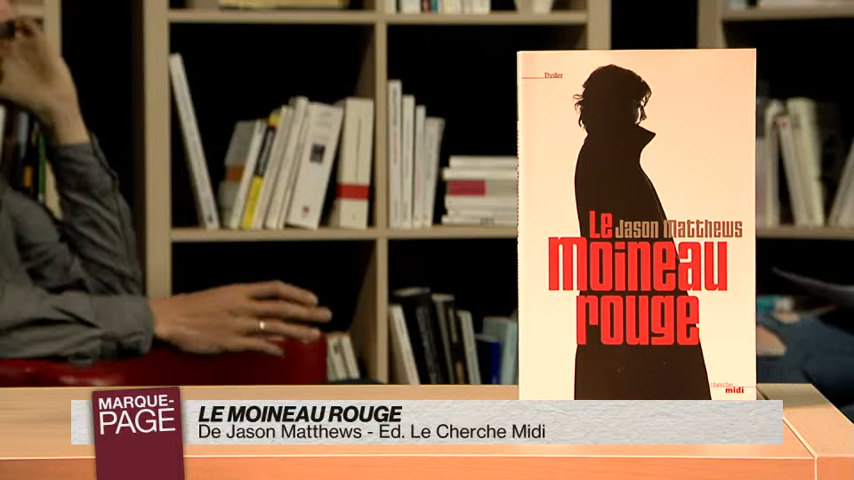 Thriller
Le Jason Matthews
Moineau
rouge
cherche
midi
MARQUE-
PAGE
LE MOINEAU ROUGE
De Jason Matthews - Ed. Le Cherche Midi